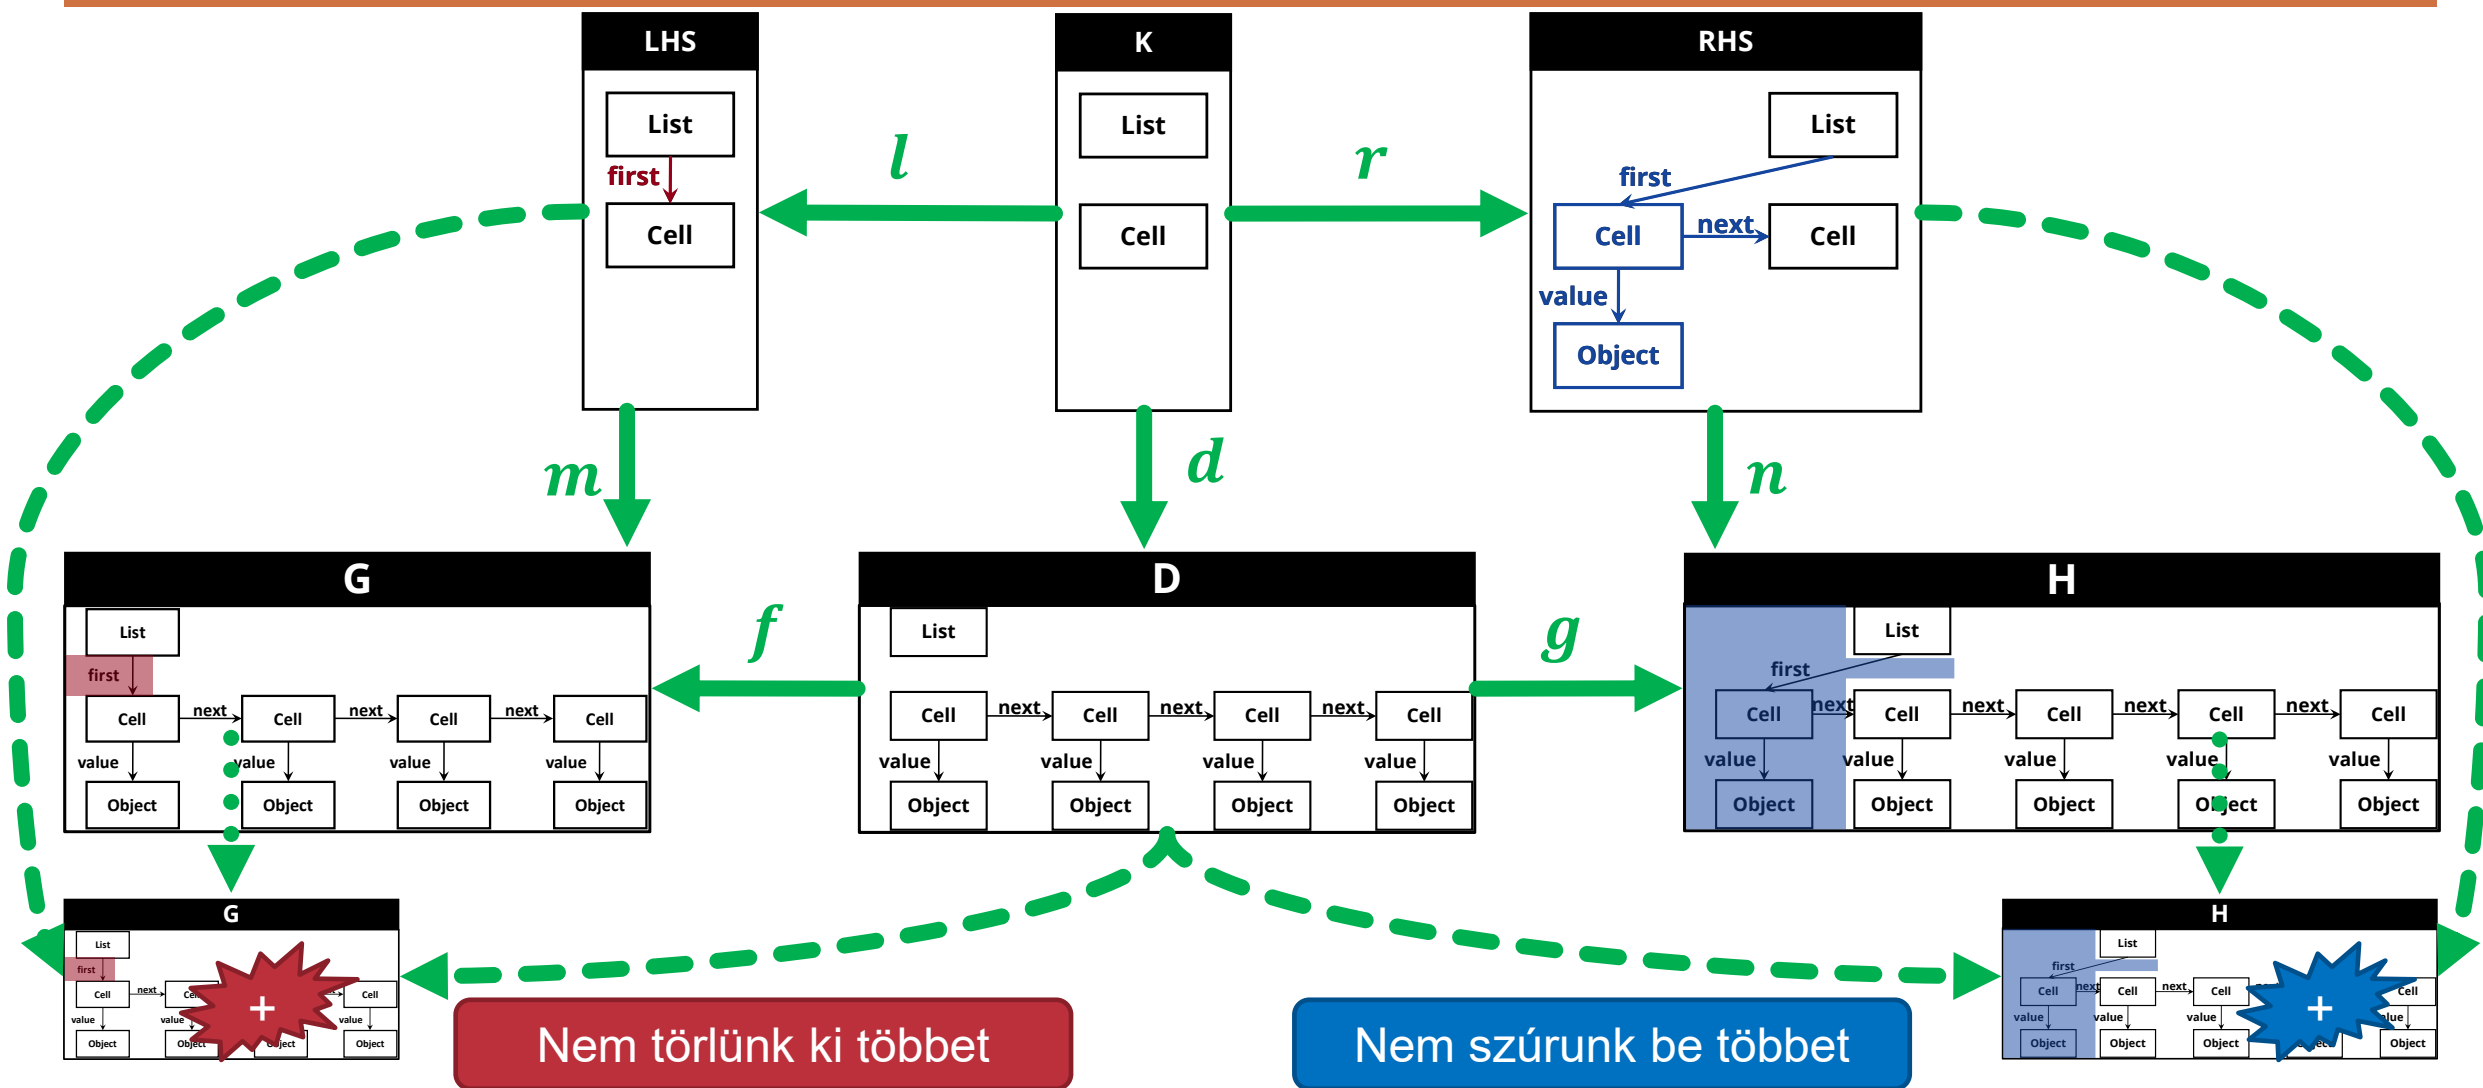 LHS
K
RHS
List
first
Cell
l
List
Cell
r
List
first
Cell
next
Cell
value
Object
m
d
n
G
List
first
Cell
next
Cell
next
Cell
next
Cell
value
value
value
value
Object
Object
Object
Object
f
D
List
Cell
next
Cell
next
Cell
next
Cell
value
value
value
value
Object
Object
Object
Object
g
H
List
first
Cell
next
Cell
next
Cell
next
Cell
next
Cell
value
value
value
value
value
Object
Object
Object
Object
Object
G
List
first
Cell
next
Cell
value
value
value
Object
Object
Object
+
Nem törlünk ki többet
Nem szúrunk be többet
H
List
first
Cell
next
Cell
next
Cell
Cell
value
value
value
value
Object
Object
Object
Object
+